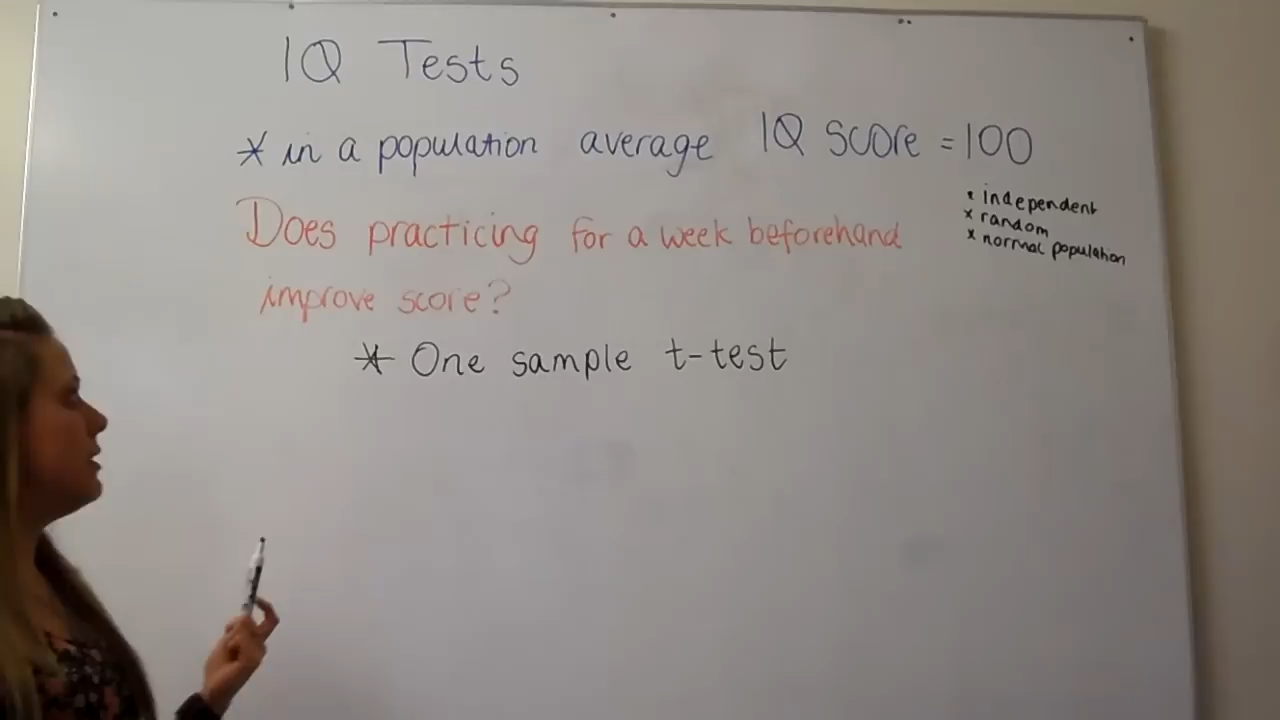 IQ Tests
* in a population average IQ score = 100
* independent
* random
* normal population
Does practicing for a week beforehand
improve score?
* One sample t-test